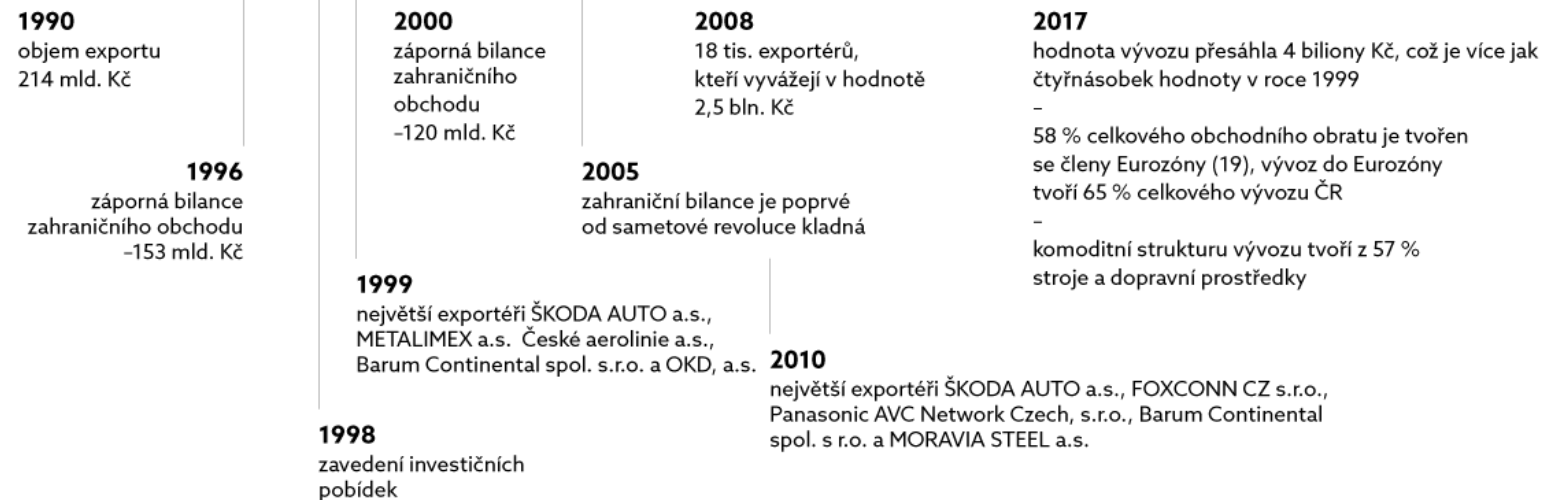 1990
objem exportu
214 mld. Kč
1996
záporná bilance
zahraničního obchodu
–153 mld. Kč
1998
zavedení investičních
pobídek
1999
největší exportéři ŠKODA AUTO a.s.,
METALIMEX a.s.  České aerolinie a.s.,
Barum Continental spol. s.r.o. a OKD, a.s.
2000
záporná bilance
zahraničního
obchodu
–120 mld. Kč
2005
zahraniční bilance je poprvé
od sametové revoluce kladná
2008
18 tis. exportérů,
kteří vyvážejí v hodnotě
2,5 bln. Kč
2010
největší exportéři ŠKODA AUTO a.s., FOXCONN CZ s.r.o.,
Panasonic AVC Network Czech, s.r.o., Barum Continental
spol. s r.o. a MORAVIA STEEL a.s.
2017
hodnota vývozu přesáhla 4 biliony Kč, což je více jak
čtyřnásobek hodnoty v roce 1999
–
58 % celkového obchodního obratu je tvořen
se členy Eurozóny (19), vývoz do Eurozóny
tvoří 65 % celkového vývozu ČR
–
komoditní strukturu vývozu tvoří z 57 %
stroje a dopravní prostředky